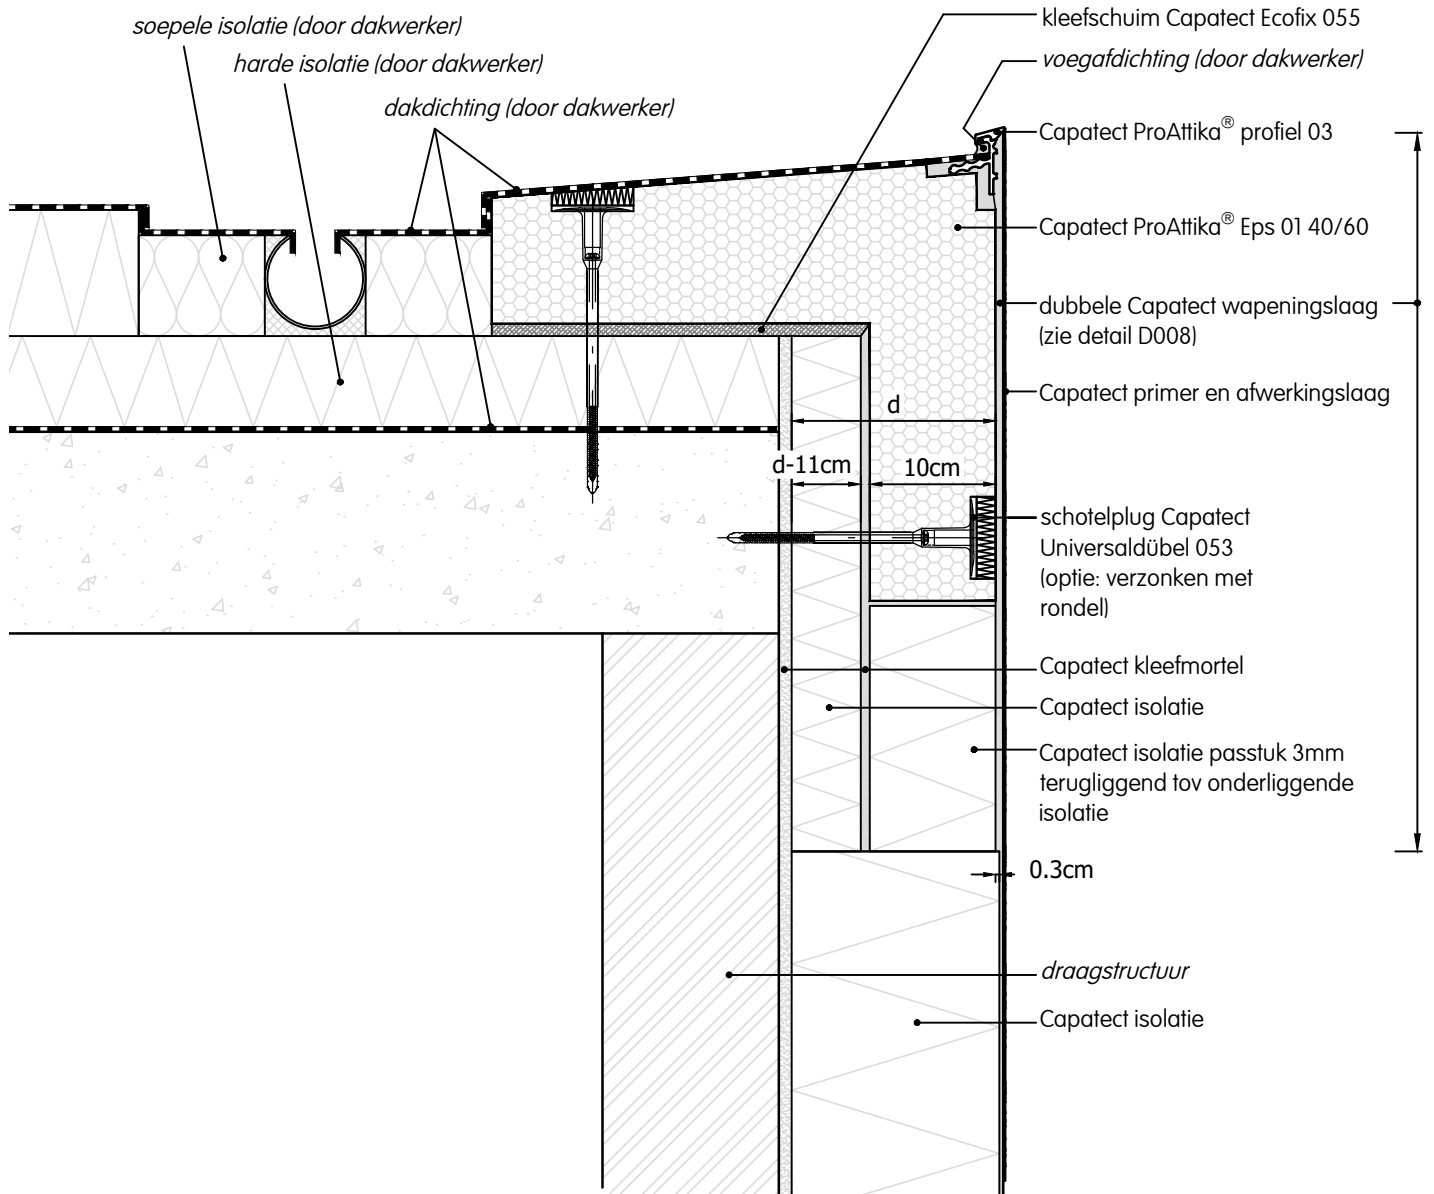 soepele isolatie (door dakwerker)
harde isolatie (door dakwerker)
dakdichting (door dakwerker)
kleefschuim Capatect Ecofix 055
voegafdichting (door dakwerker)
Capatect ProAttika® profiel 03
Capatect ProAttika® Eps 01 40/60
dubbele Capatect wapeningslaag
(zie detail D008)
Capatect primer en afwerkingslaag
d
d-11cm
10cm
schotelplug Capatect
Universaldübel 053
(optie: verzonken met
rondel)
Capatect kleefmortel
Capatect isolatie
Capatect isolatie passtuk 3mm
terugliggend tov onderliggende
isolatie
0.3cm
draagstructuur
Capatect isolatie